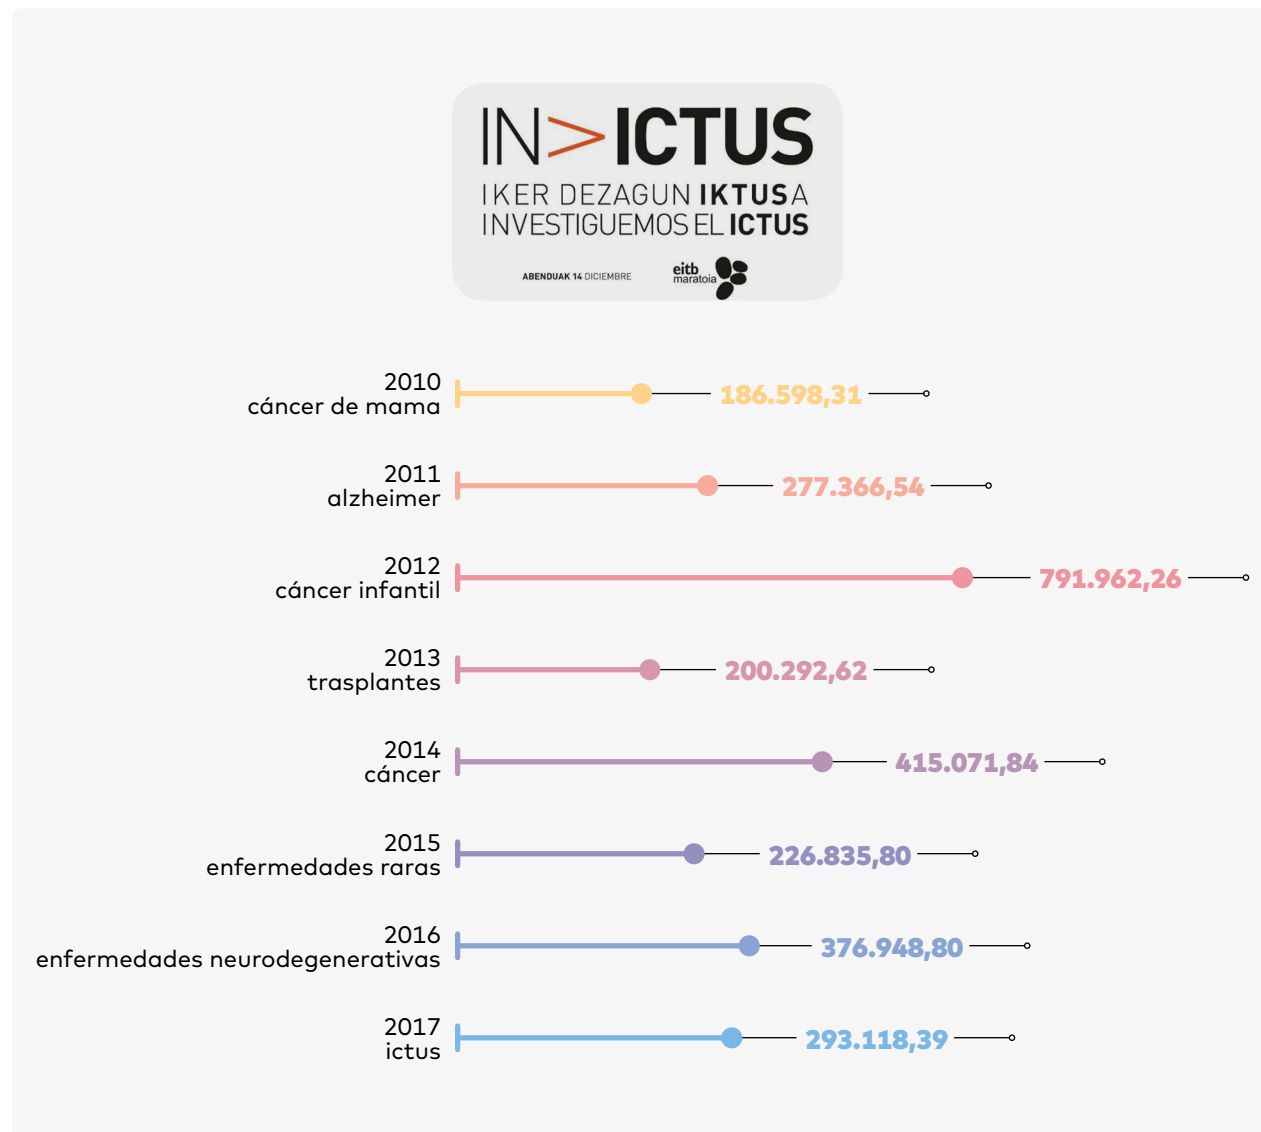 IN>ICTUS
IKER DEZAGUN IKTUSA
INVESTIGUEMOS EL ICTUS
ABENDUAK 14 DICIEMBRE
eitb
maratoia
2010
cáncer de mama
186.598,31
2011
alzheimer
277.366,54
2012
cáncer infantil
791.962,26
2013
trasplantes
200.292,62
2014
cáncer
415.071,84
2015
enfermedades raras
226.835,80
2016
enfermedades neurodegenerativas
376.948,80
2017
ictus
293.118,39